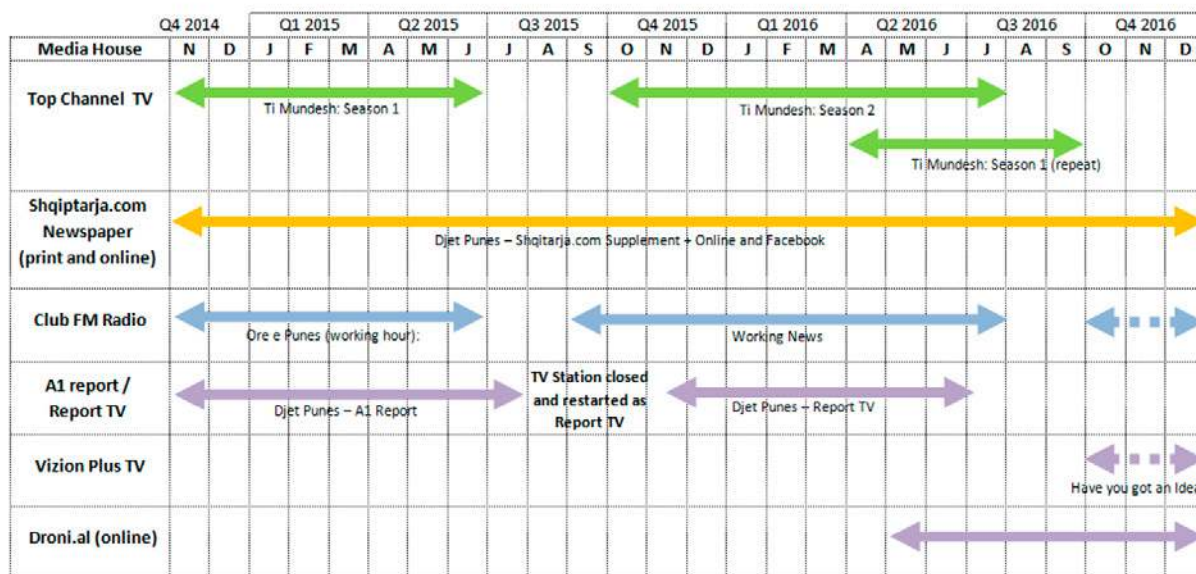 Q4 2014 Q1 2015 Q2 2015 Q3 2015 Q4 2015 Q1 2016 Q2 2016 Q3 2016 Q4 2016
Media House N D J F M A M J J A S O N D J F M A M J J A S O N D
Top Channel TV
Ti Mundesh: Season 1 Ti Mundesh: Season 2
Ti Mundesh: Season 1 (repeat)
Shqiptarja.com
Newspaper
(print and online)
Djet Punes – Shqitarja.com Supplement + Online and Facebook
Club FM Radio
Ore e Punes (working hour): Working News
A1 report /
Report TV
TV Station closed
and restarted as
Report TV
Djet Punes – A1 Report Djet Punes – Report TV
Vizion Plus TV
Have you got an Idea
Droni.al (online)